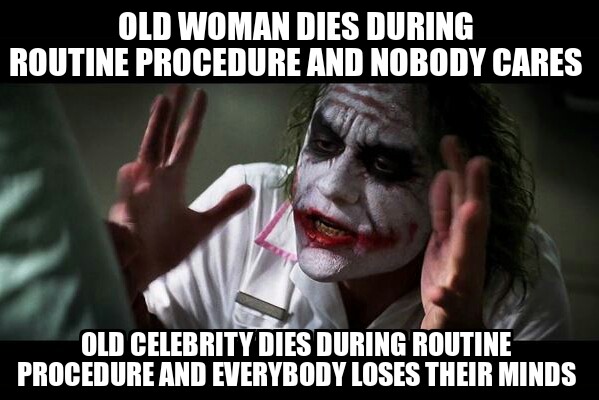 OLD WOMAN DIES DURING
ROUTINE PROCEDURE AND NOBODY CARES
OLD CELEBRITY DIES DURING ROUTINE
PROCEDURE AND EVERYBODY LOSES THEIR MINDS